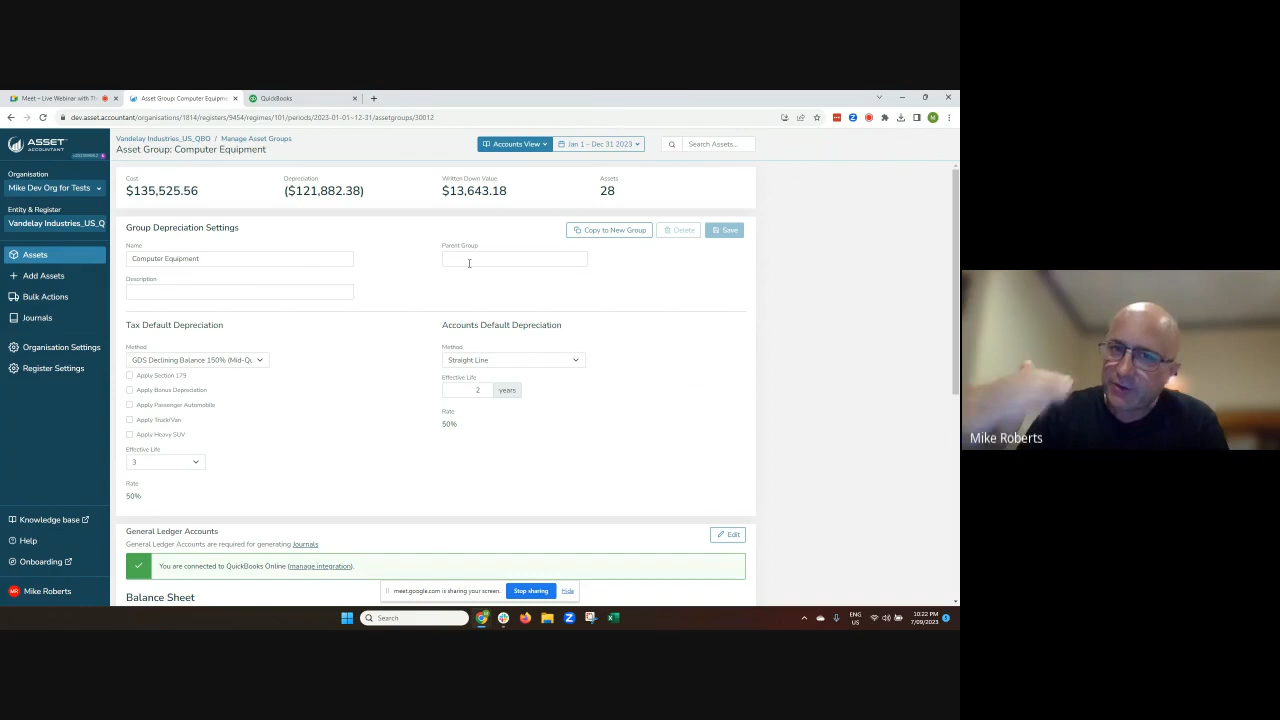 Meet – Live Webinar with Th
Asset Group: Computer Equipm
QuickBooks
dev.asset.accountant/organisations/1814/registers/9454/regimes/101/periods/2023-01-01~12-31/assetgroups/30012
M
ASSET
ACCOUNTANT
Organisation
Mike Dev Org for Tests
Entity & Register
Vandelay Industries_US_Q
Assets
Add Assets
Bulk Actions
Journals
Organisation Settings
Register Settings
Knowledge base
Help
Onboarding
MR Mike Roberts
Vandelay Industries_US_QBO / Manage Asset Groups
Asset Group: Computer Equipment
Accounts View
Jan 1 – Dec 31 2023
Search Assets...
Cost Depreciation Written Down Value Assets
$135,525.56 ($121,882.38) $13,643.18 28
Group Depreciation Settings
Copy to New Group Delete Save
Name
Computer Equipment
Parent Group
Description
Tax Default Depreciation
Method
GDS Declining Balance 150% (Mid-Qu
Apply Section 179
Apply Bonus Depreciation
Apply Passenger Automobile
Apply Truck/Van
Apply Heavy SUV
Effective Life
3
Rate
50%
Accounts Default Depreciation
Method
Straight Line
Effective Life
2 years
Rate
50%
General Ledger Accounts
Edit
General Ledger Accounts are required for generating Journals
You are connected to QuickBooks Online (manage integration).
Balance Sheet
meet.google.com is sharing your screen. Stop sharing Hide
Search
ENG
US
10:22 PM
7/09/2023
Mike Roberts